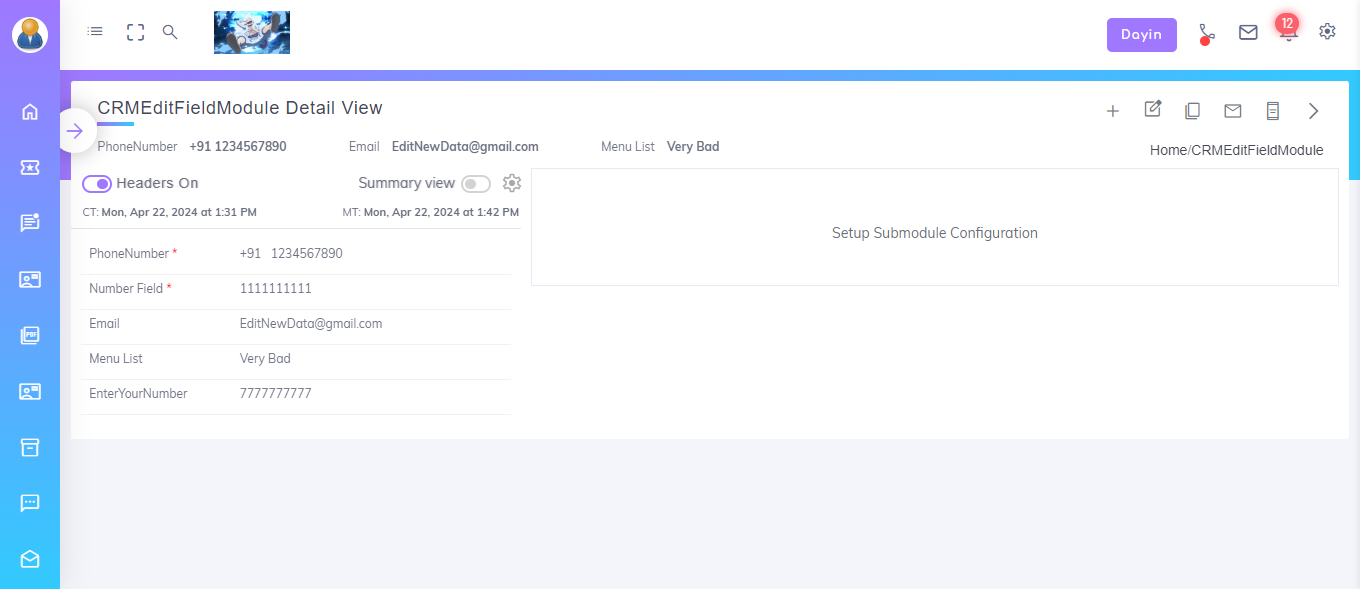 Dayin
12
CRMEditFieldModule Detail View
PhoneNumber +91 1234567890 Email EditNewData@gmail.com Menu List Very Bad
Home/CRMEditFieldModule
Headers On Summary view
CT: Mon, Apr 22, 2024 at 1:31 PM MT: Mon, Apr 22, 2024 at 1:42 PM
PhoneNumber * +91 1234567890
Number Field * 1111111111
Email EditNewData@gmail.com
Menu List Very Bad
EnterYourNumber 7777777777
Setup Submodule Configuration
PDF